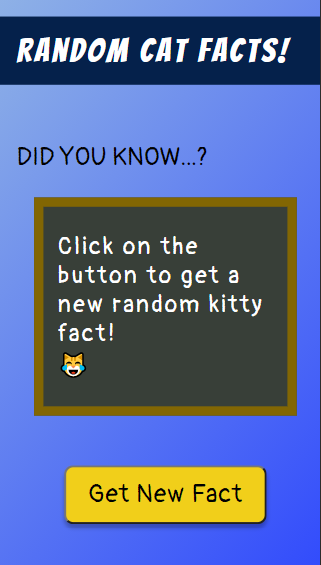 RANDOM CAT FACTS!
DID YOU KNOW...?
Click on the
button to get a
new random kitty
fact!
Get New Fact